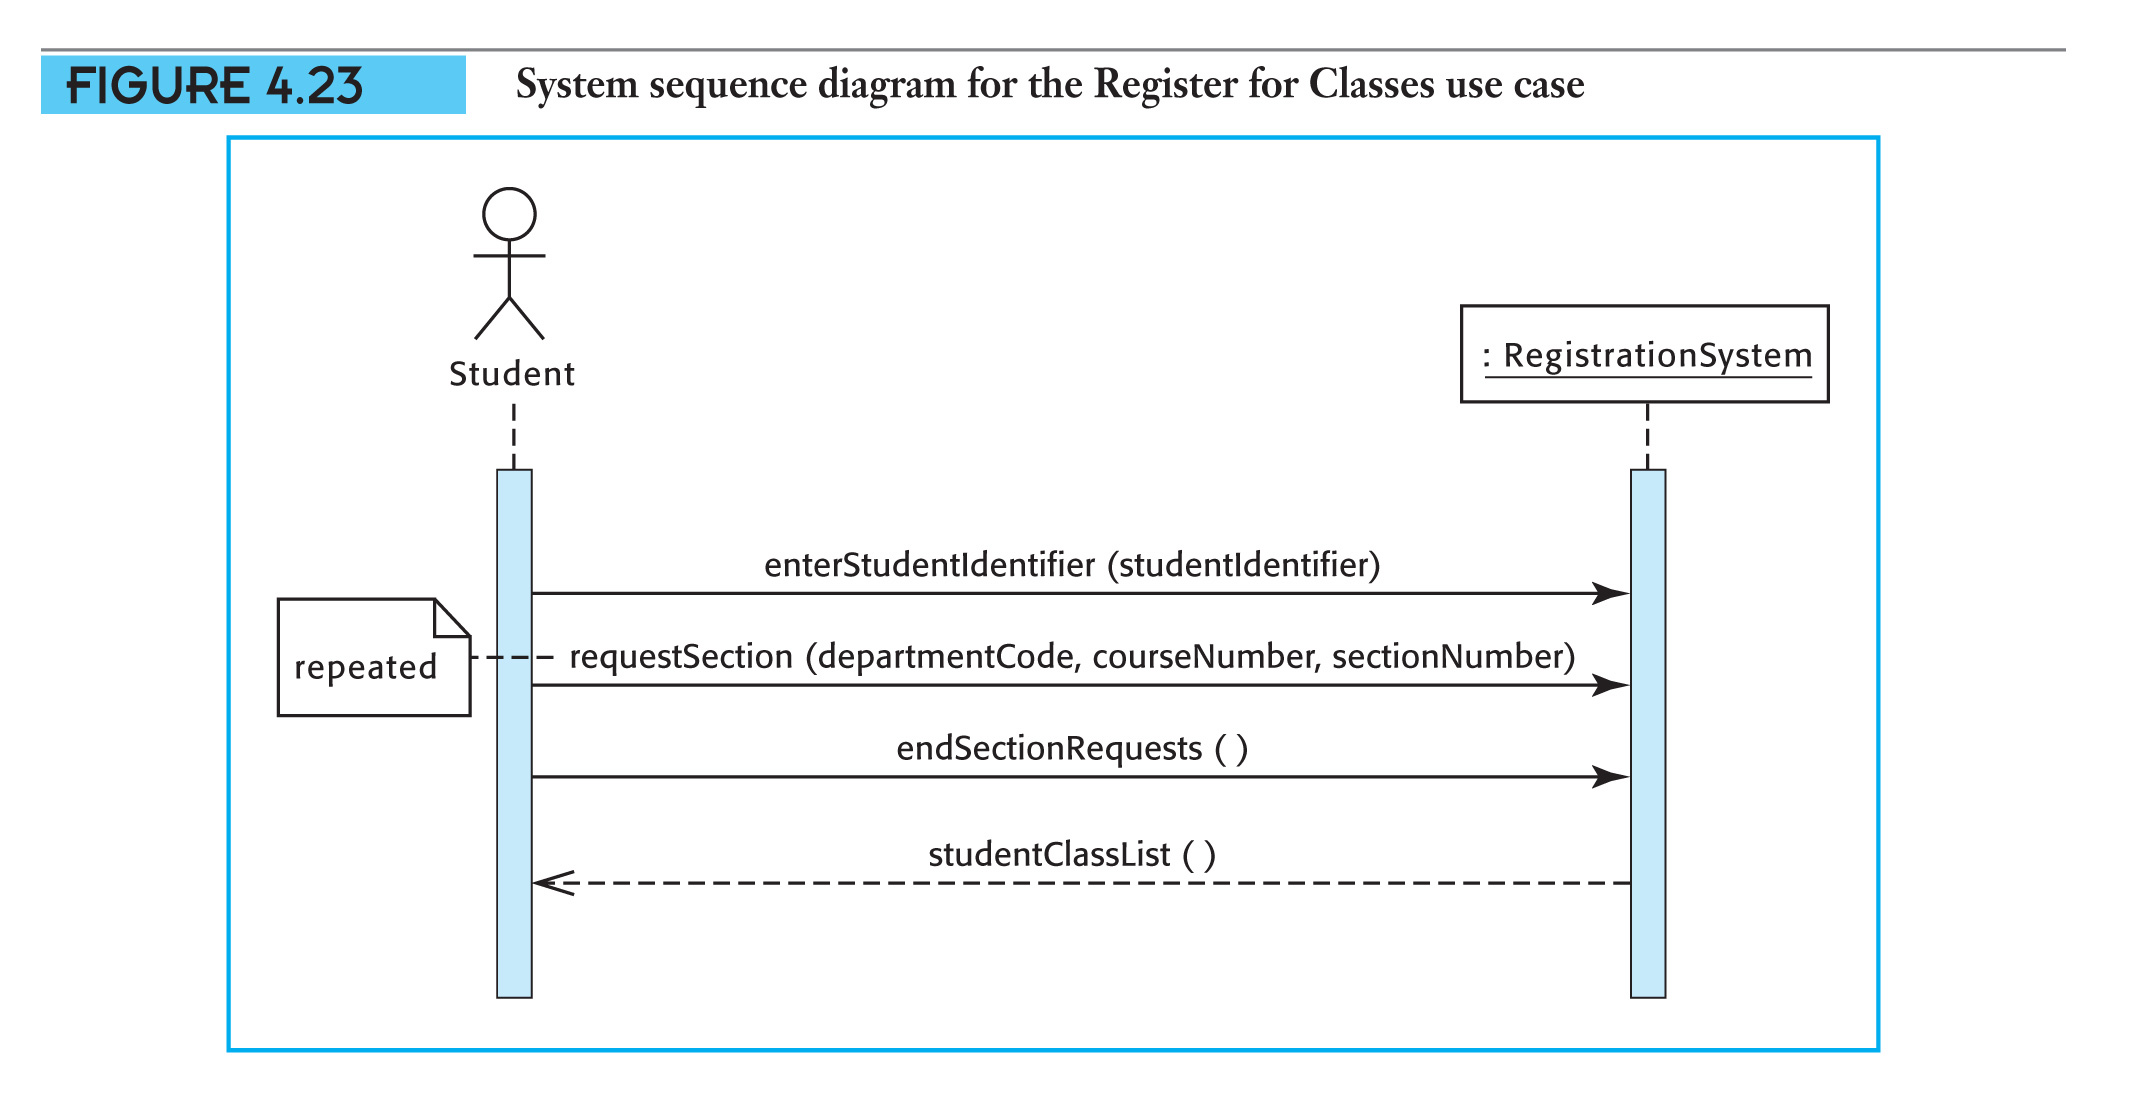 FIGURE 4.23 System sequence diagram for the Register for Classes use case
Student
: RegistrationSystem
enterStudentIdentifier (studentIdentifier)
repeated
requestSection (departmentCode, courseNumber, sectionNumber)
endSectionRequests ( )
studentClassList ( )